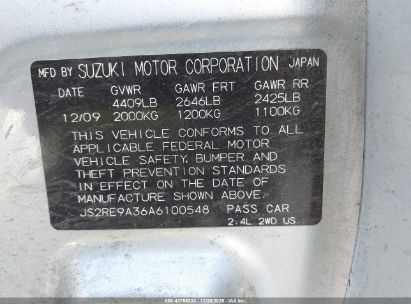 MFD BY SUZUKI MOTOR CORPORATION JAPAN
DATE GVWR GAWR FRT GAWR RR
4409LB 2646LB 2425LB
12/09 2000KG 1200KG 1100KG
THIS VEHICLE CONFORMS TO ALL
APPLICABLE FEDERAL MOTOR
VEHICLE SAFETY, BUMPER AND
THEFT PREVENTION STANDARDS
IN EFFECT ON THE DATE OF
MANUFACTURE SHOWN ABOVE.
JS2RE9A36A6100548 PASS CAR
2.4L 2WD US